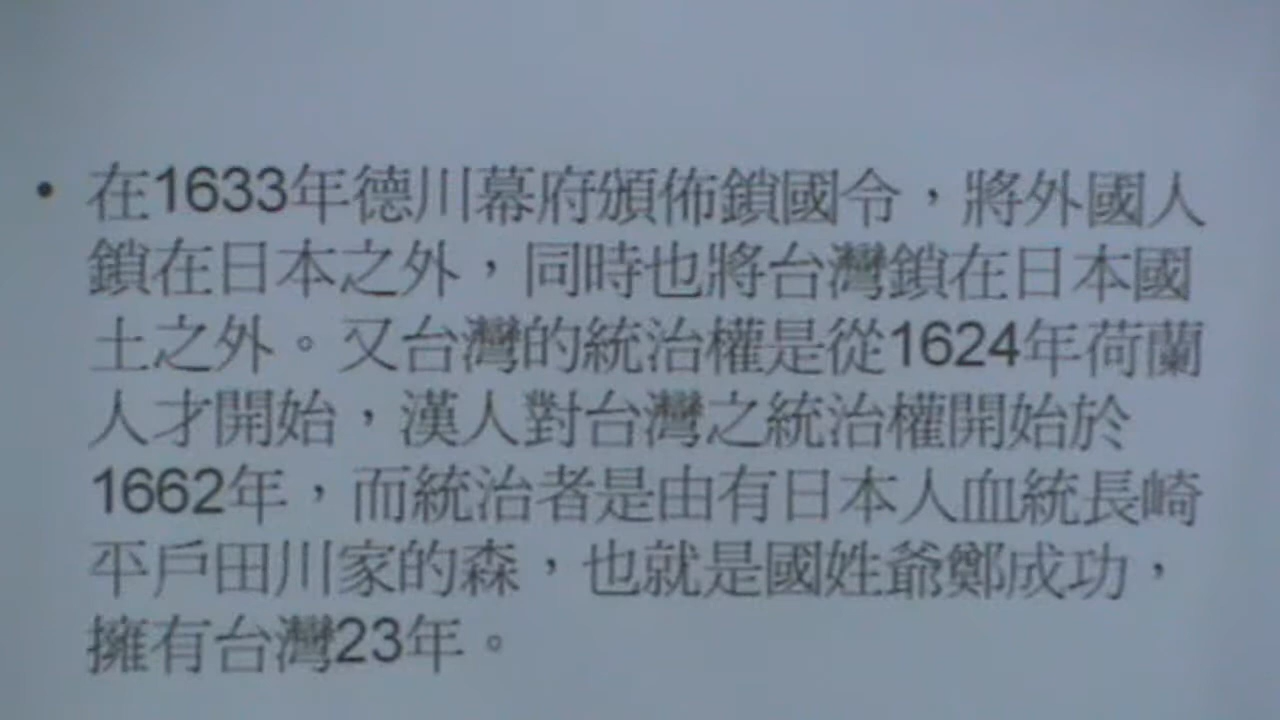 • 在1633年德川幕府頒佈鎖國令，將外國人
鎖在日本之外，同時也將台灣鎖在日本國
土之外。又台灣的統治權是從1624年荷蘭
人才開始，漢人對台灣之統治權開始於
1662年，而統治者是由有日本人血統長崎
平戶田川家的森，也就是國姓爺鄭成功，
擁有台灣23年。